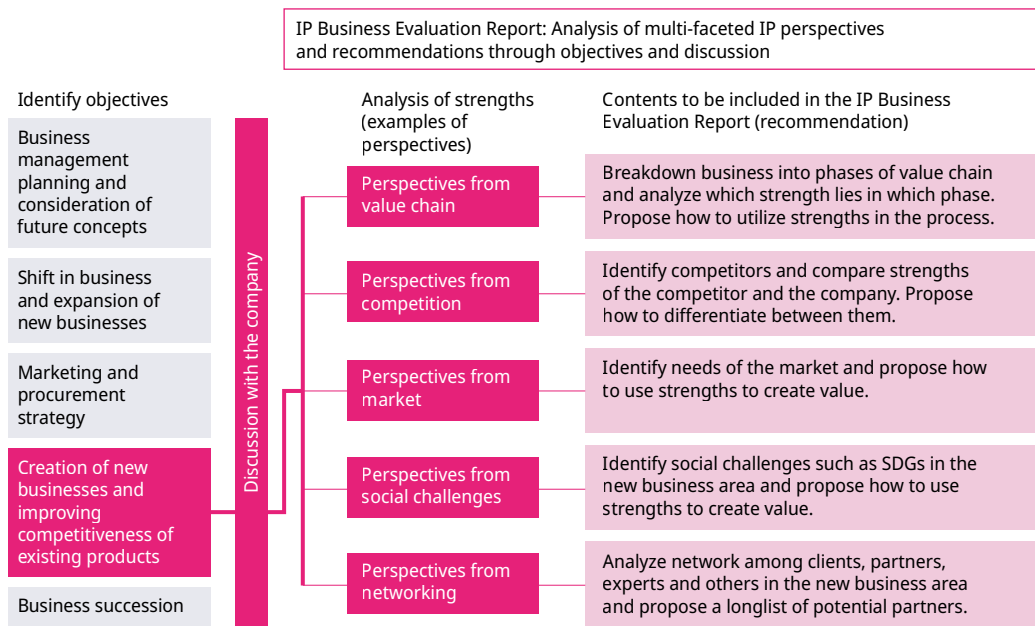 IP Business Evaluation Report: Analysis of multi-faceted IP perspectives
and recommendations through objectives and discussion
Identify objectives
Business
management
planning and
consideration of
future concepts
Shift in business
and expansion of
new businesses
Marketing and
procurement
strategy
Creation of new
businesses and
improving
competitiveness of
existing products
Business succession
Discussion with the company
Analysis of strengths
(examples of
perspectives)
Perspectives from
value chain
Perspectives from
competition
Perspectives from
market
Perspectives from
social challenges
Perspectives from
networking
Contents to be included in the IP Business
Evaluation Report (recommendation)
Breakdown business into phases of value chain
and analyze which strength lies in which phase.
Propose how to utilize strengths in the process.
Identify competitors and compare strengths
of the competitor and the company. Propose
how to differentiate between them.
Identify needs of the market and propose how
to use strengths to create value.
Identify social challenges such as SDGs in the
new business area and propose how to use
strengths to create value.
Analyze network among clients, partners,
experts and others in the new business area
and propose a longlist of potential partners.